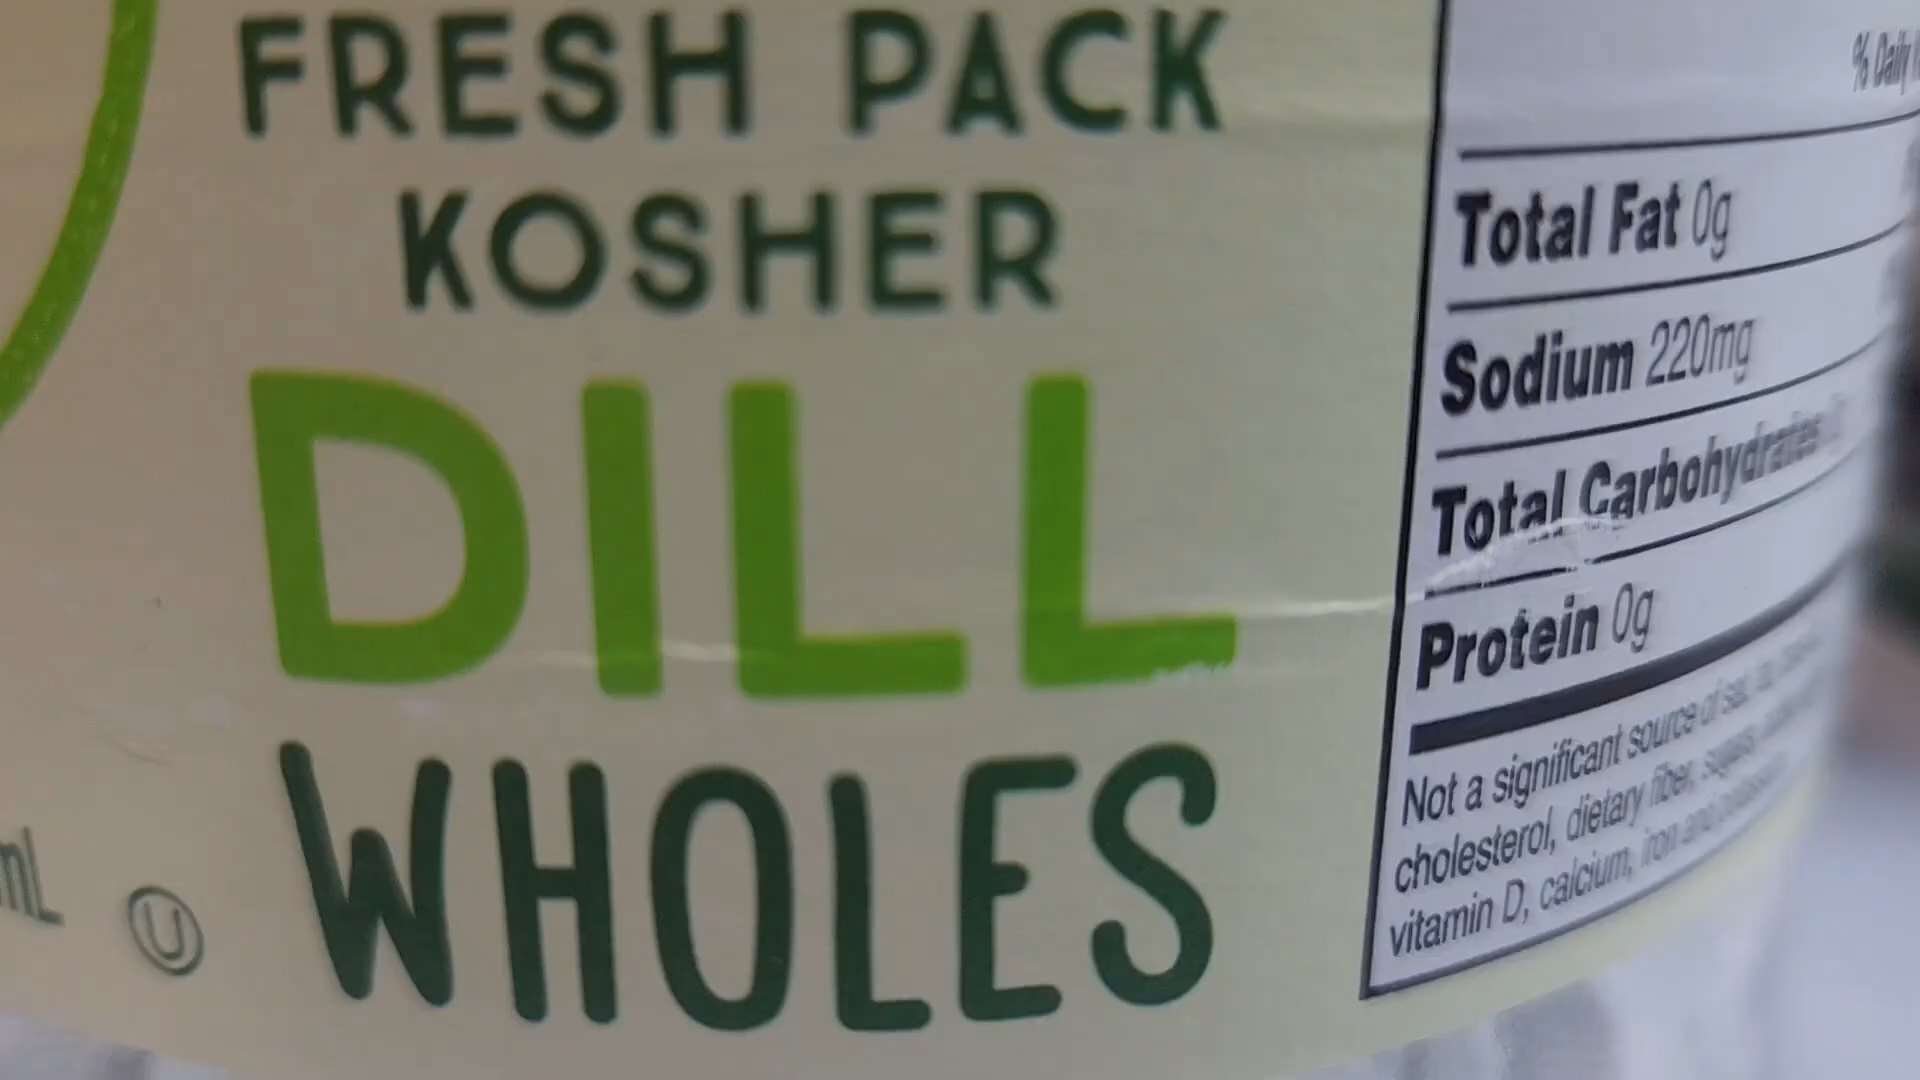 FRESH PACK
KOSHER
DILL
WHOLES
mL
U
% Daily
Total Fat 0g
Sodium 220mg
Total Carbohydrates
Protein 0g
Not a significant source of
cholesterol, dietary fiber, sugars,
vitamin D, calcium, iron and